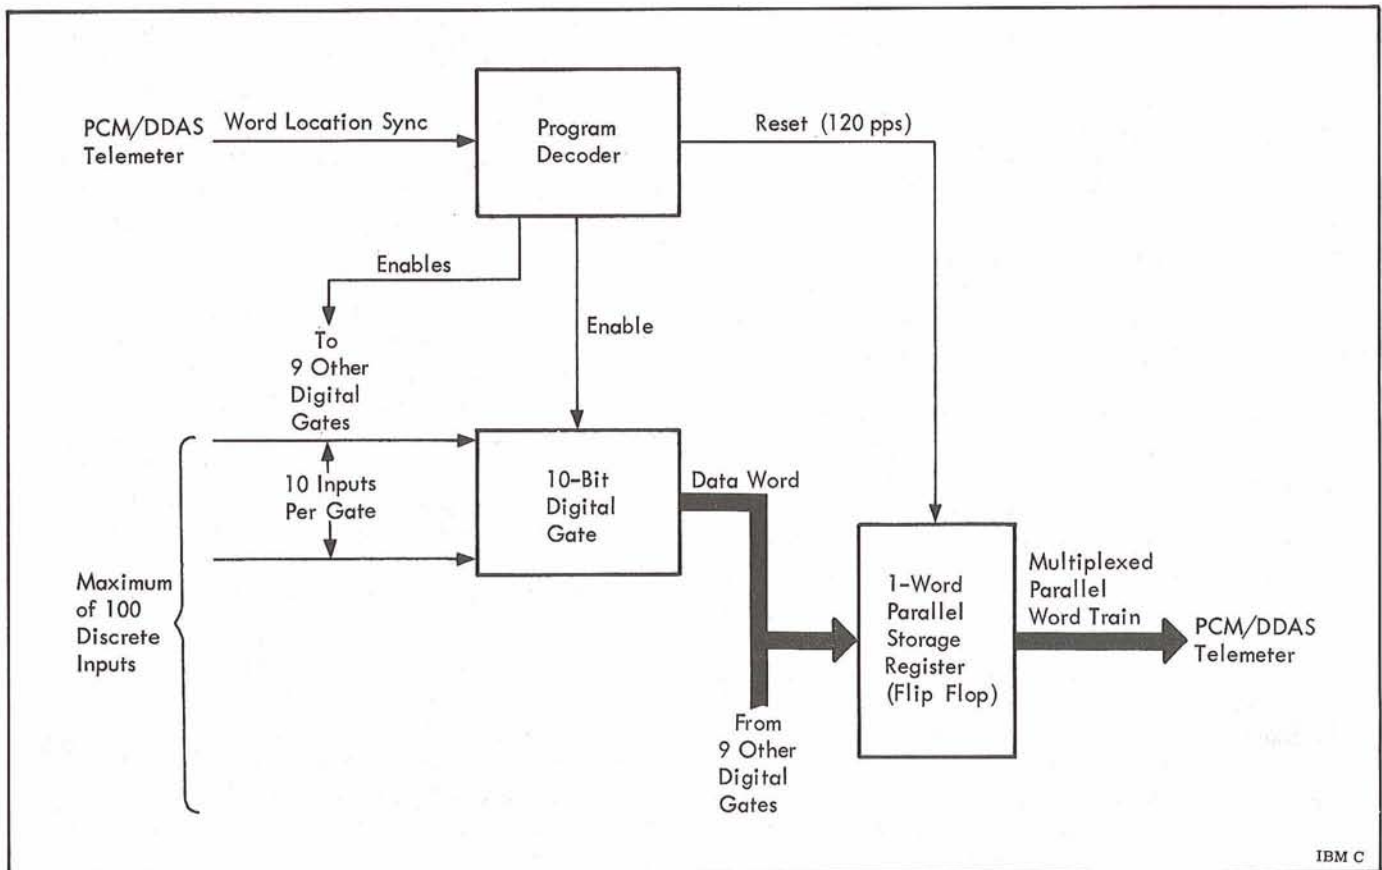 PCM/DDAS
Telemeter
Word Location Sync
Program
Decoder
Reset (120 pps)
Enables
Enable
To
9 Other
Digital
Gates
10 Inputs
Per Gate
10-Bit
Digital
Gate
Data Word
Maximum
of 100
Discrete
Inputs
1-Word
Parallel
Storage
Register
(Flip Flop)
Multiplexed
Parallel
Word Train
PCM/DDAS
Telemeter
From
9 Other
Digital
Gates
IBM C